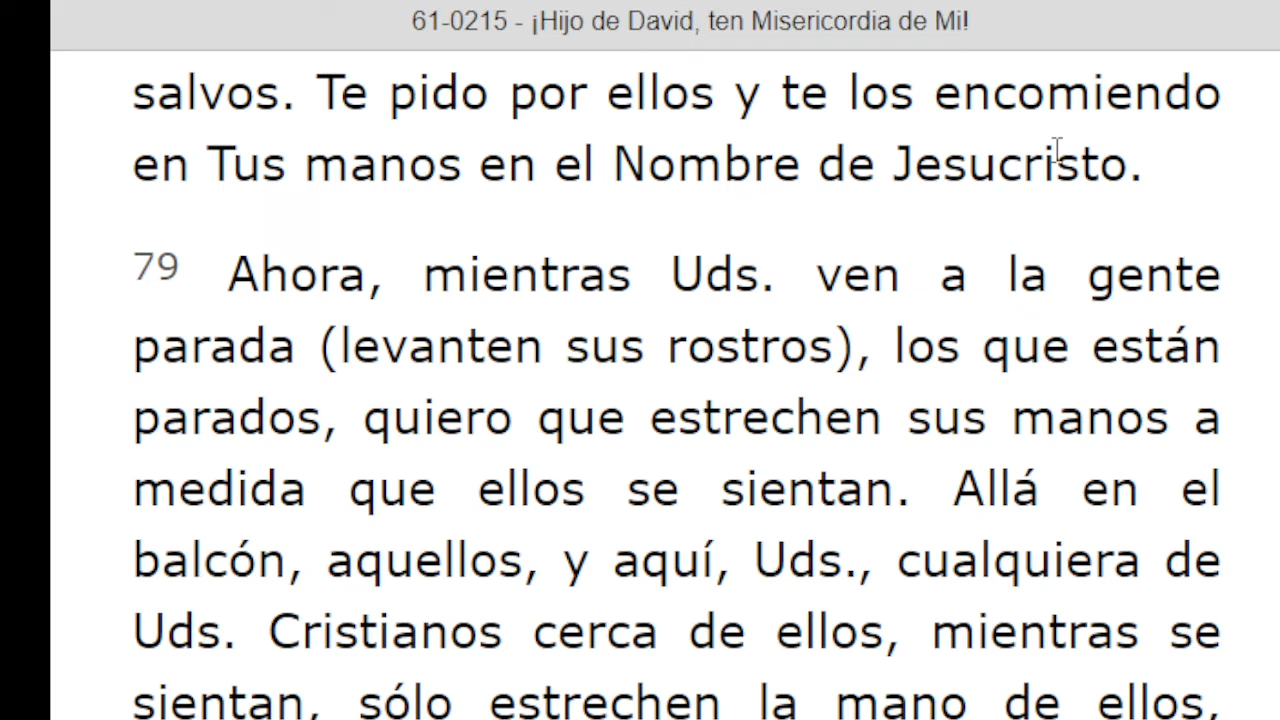 61-0215 - ¡Hijo de David, ten Misericordia de Mi!
salvos. Te pido por ellos y te los encomiendo
en Tus manos en el Nombre de Jesucristo.
79 Ahora, mientras Uds. ven a la gente
parada (levanten sus rostros), los que están
parados, quiero que estrechen sus manos a
medida que ellos se sientan. Allá en el
balcón, aquellos, y aquí, Uds., cualquiera de
Uds. Cristianos cerca de ellos, mientras se
sientan, sólo estrechen la mano de ellos,